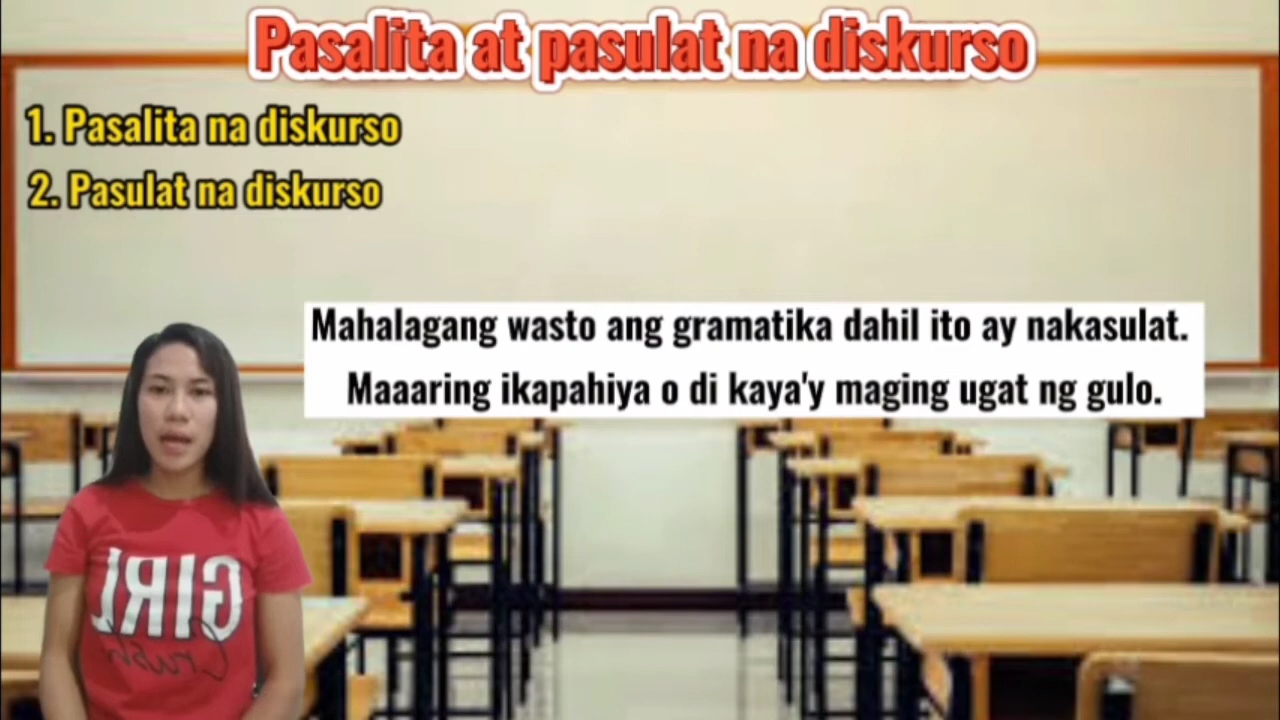 Pasalita at pasulat na diskurso
1. Pasalita na diskurso
2. Pasulat na diskurso
Mahalagang wasto ang gramatika dahil ito ay nakasulat.
Maaaring ikapahiya o di kaya'y maging ugat ng gulo.
GIRL
Crush